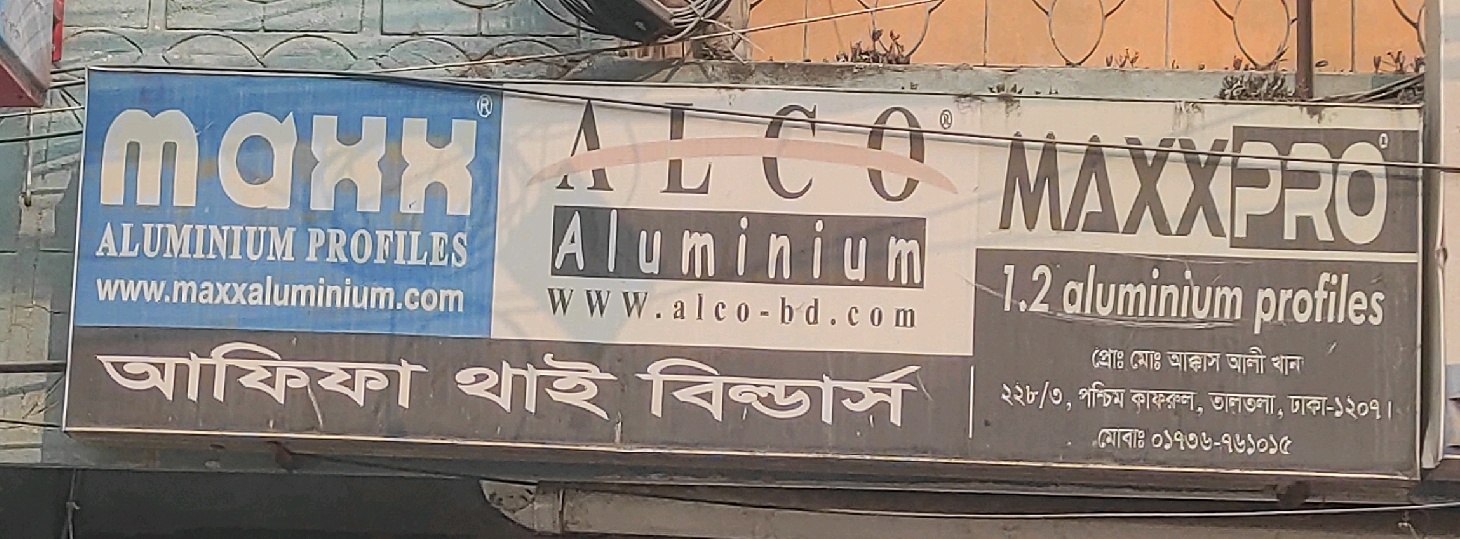 maxx®
ALUMINIUM PROFILES
www.maxxaluminium.com
ALCO®
Aluminium
www.alco-bd.com
MAXXPRO
1.2 aluminium profiles
আফিফা থাই বিল্ডার্স
প্রোঃ মোঃ আক্কাস আলী খান
২২৮/৩, পশ্চিম কাফরুল, তালতলা, ঢাকা-১২০৭।
মোবাঃ ০১৭৩৬-৭৬১০১৫